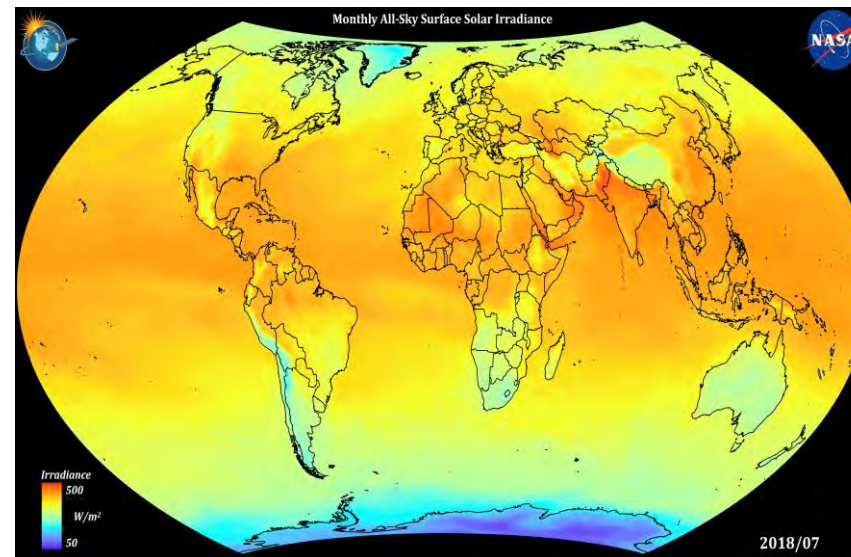 Monthly All-Sky Surface Solar Irradiance
NASA
Irradiance
500
W/m²
50
2018/07